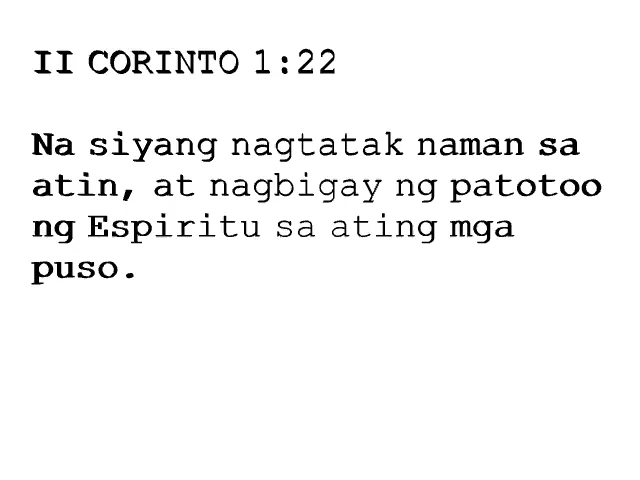 II CORINTO 1:22
Na siyang nagtatak naman sa
atin, at nagbigay ng patotoo
ng Espiritu sa ating mga
puso.